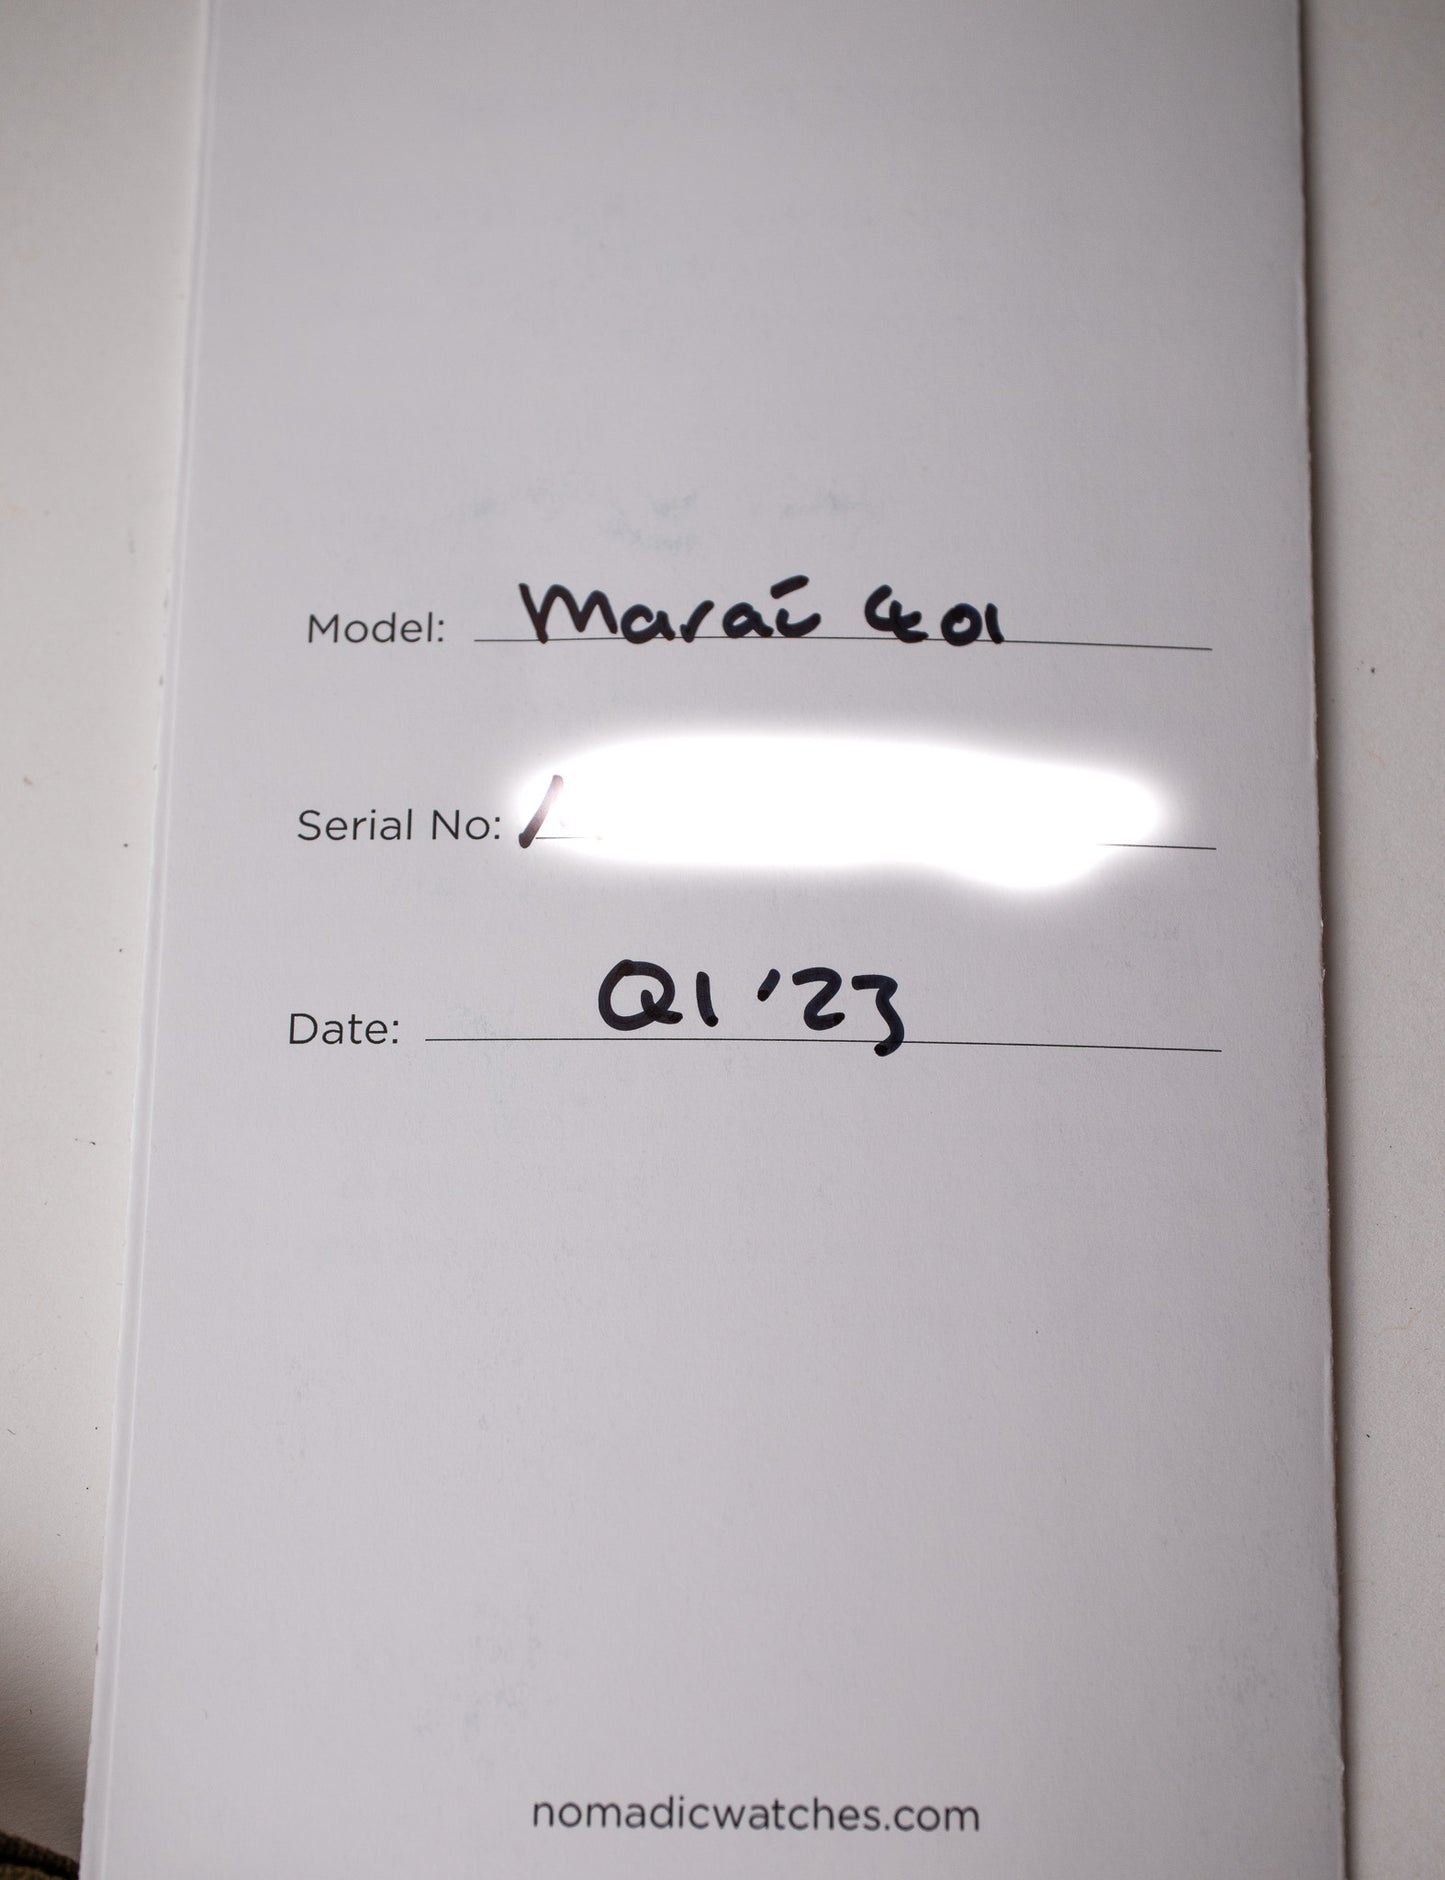 Model: Maraí 401
Serial No:
Date: Q1 '23
nomadicwatches.com